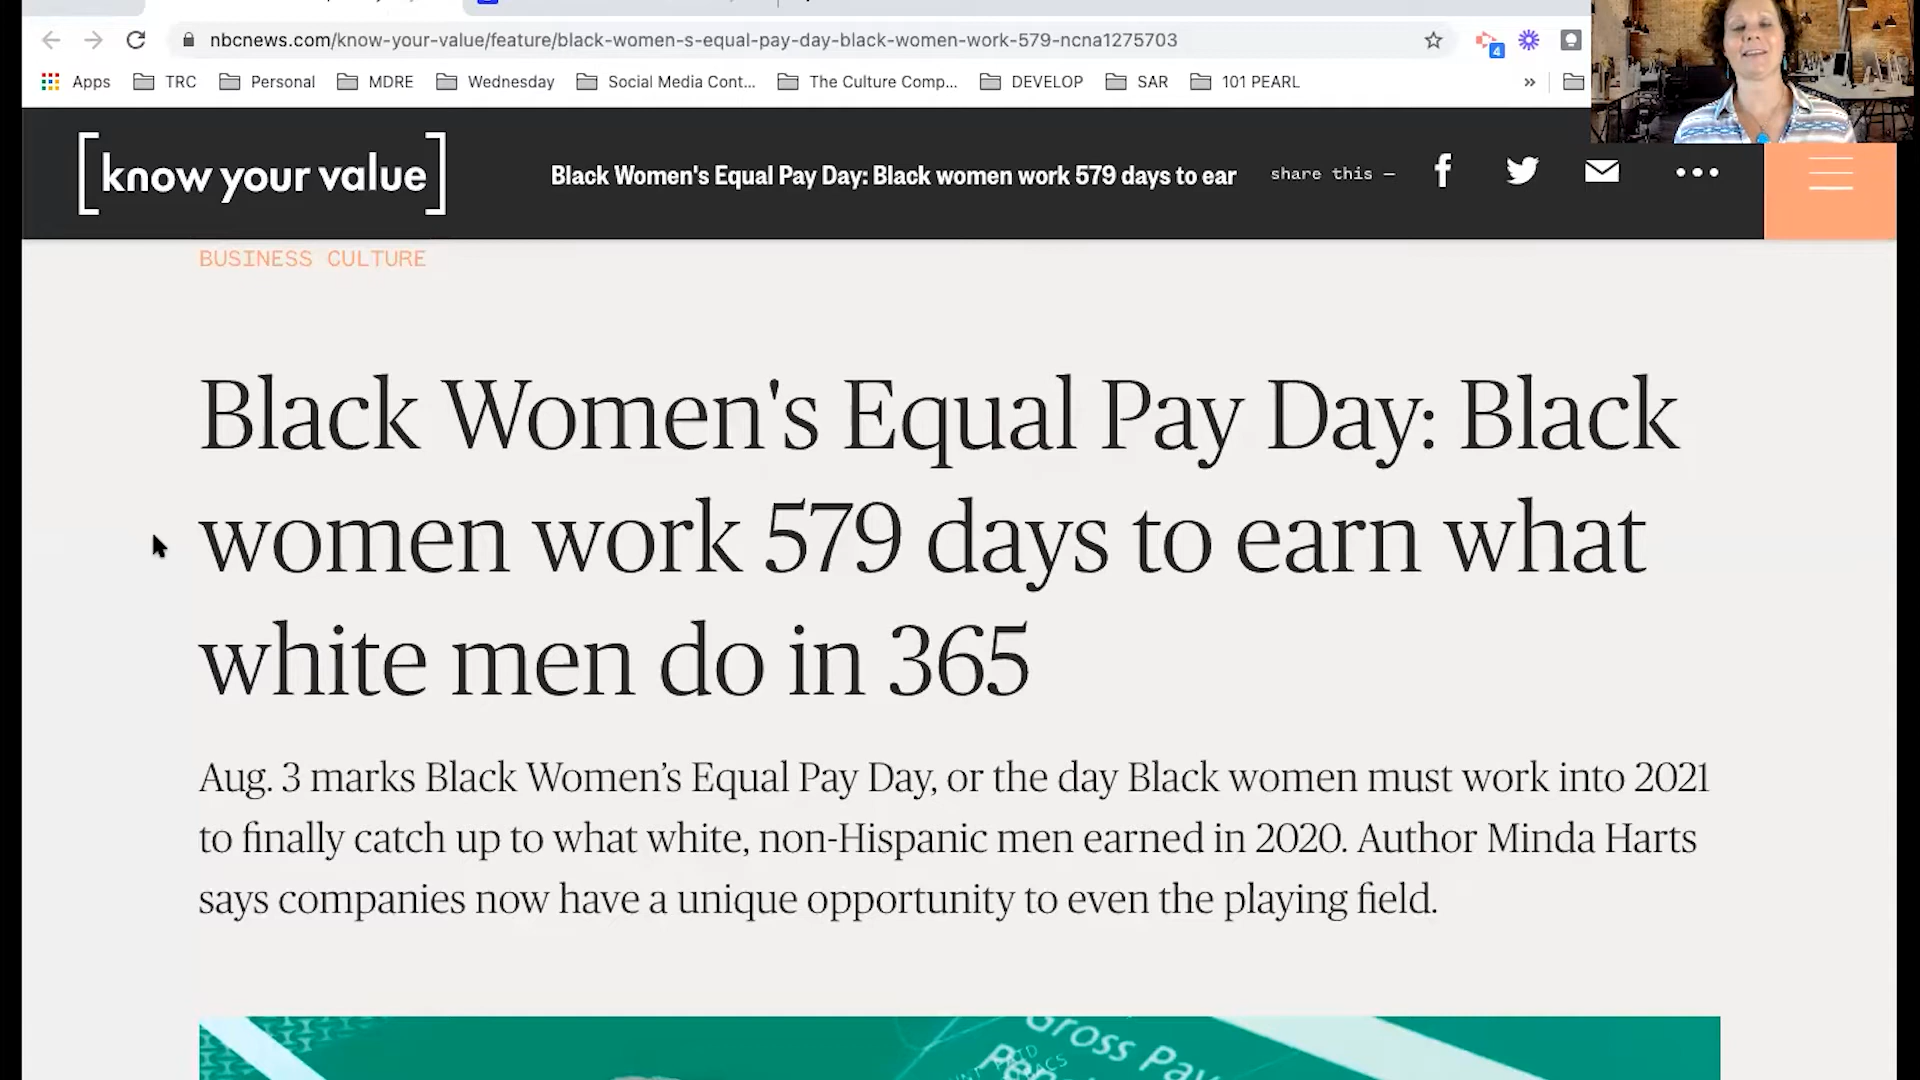 nbcnews.com/know-your-value/feature/black-women-s-equal-pay-day-black-women-work-579-ncna1275703
4
Apps TRC Personal MDRE Wednesday Social Media Cont... The Culture Comp... DEVELOP SAR 101 PEARL »
[know your value]
Black Women's Equal Pay Day: Black women work 579 days to ear
share this —
BUSINESS CULTURE
Black Women's Equal Pay Day: Black
women work 579 days to earn what
white men do in 365
Aug. 3 marks Black Women’s Equal Pay Day, or the day Black women must work into 2021
to finally catch up to what white, non-Hispanic men earned in 2020. Author Minda Harts
says companies now have a unique opportunity to even the playing field.
Gross Pay